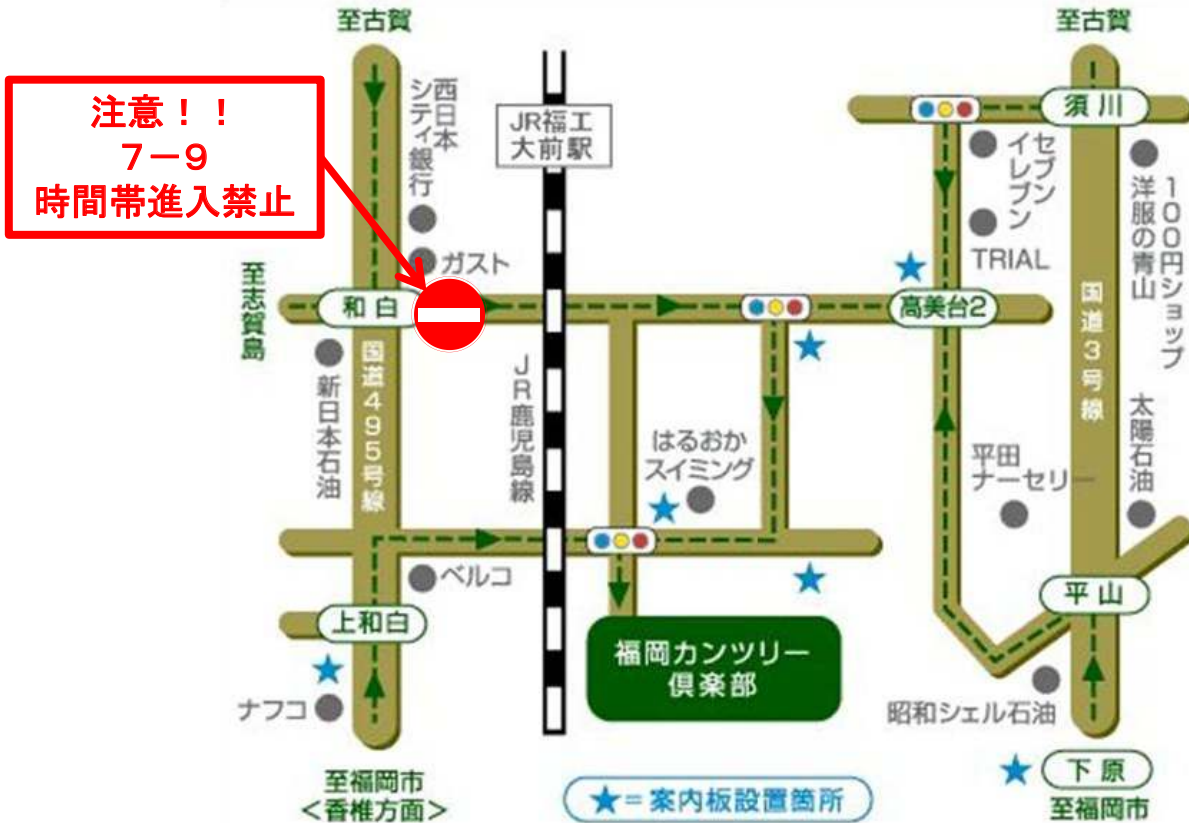 至古賀
至古賀
注意！！
7－9
時間帯進入禁止
西日本
シティ銀行
JR福工
大前駅
須川
セブン
イレブン
TRIAL
100円ショップ
洋服の青山
ガスト
至志賀島
和白
高美台2
国道3号線
新日本石油
国道495号線
JR鹿児島線
はるおか
スイミング
平田
ナーセリー
太陽石油
ベルコ
上和白
平山
福岡カンツリー
倶楽部
ナフコ
昭和シェル石油
至福岡市
＜香椎方面＞
★＝案内板設置箇所
下原
至福岡市